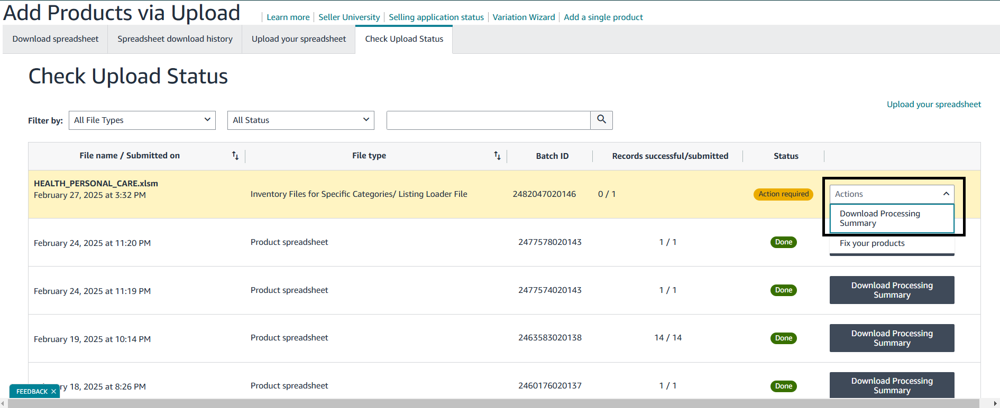 Add Products via Upload
Learn more
Seller University
Selling application status
Variation Wizard
Add a single product
Download spreadsheet
Spreadsheet download history
Upload your spreadsheet
Check Upload Status
Check Upload Status
Upload your spreadsheet
Filter by:
All File Types
All Status
File name / Submitted on
File type
Batch ID
Records successful/submitted
Status
HEALTH_PERSONAL_CARE.xlsm
February 27, 2025 at 3:32 PM
Inventory Files for Specific Categories/ Listing Loader File
2482047020146
0 / 1
Action required
Actions
Download Processing
Summary
Fix your products
February 24, 2025 at 11:20 PM
Product spreadsheet
2477578020143
1 / 1
Done
February 24, 2025 at 11:19 PM
Product spreadsheet
2477574020143
1 / 1
Done
Download Processing
Summary
February 19, 2025 at 10:14 PM
Product spreadsheet
2463583020138
14 / 14
Done
Download Processing
Summary
ry 18, 2025 at 8:26 PM
Product spreadsheet
2460176020137
1 / 1
Done
Download Processing
Summary
FEEDBACK